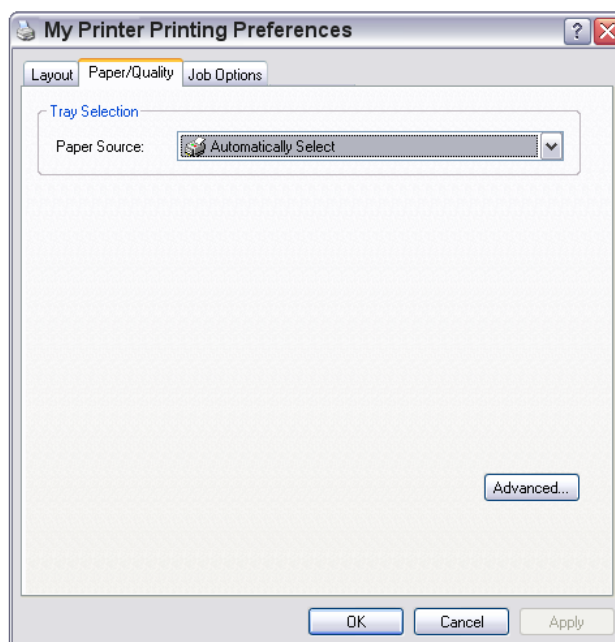 My Printer Printing Preferences
Layout Paper/Quality Job Options
Tray Selection
Paper Source: Automatically Select
Advanced...
OK Cancel Apply